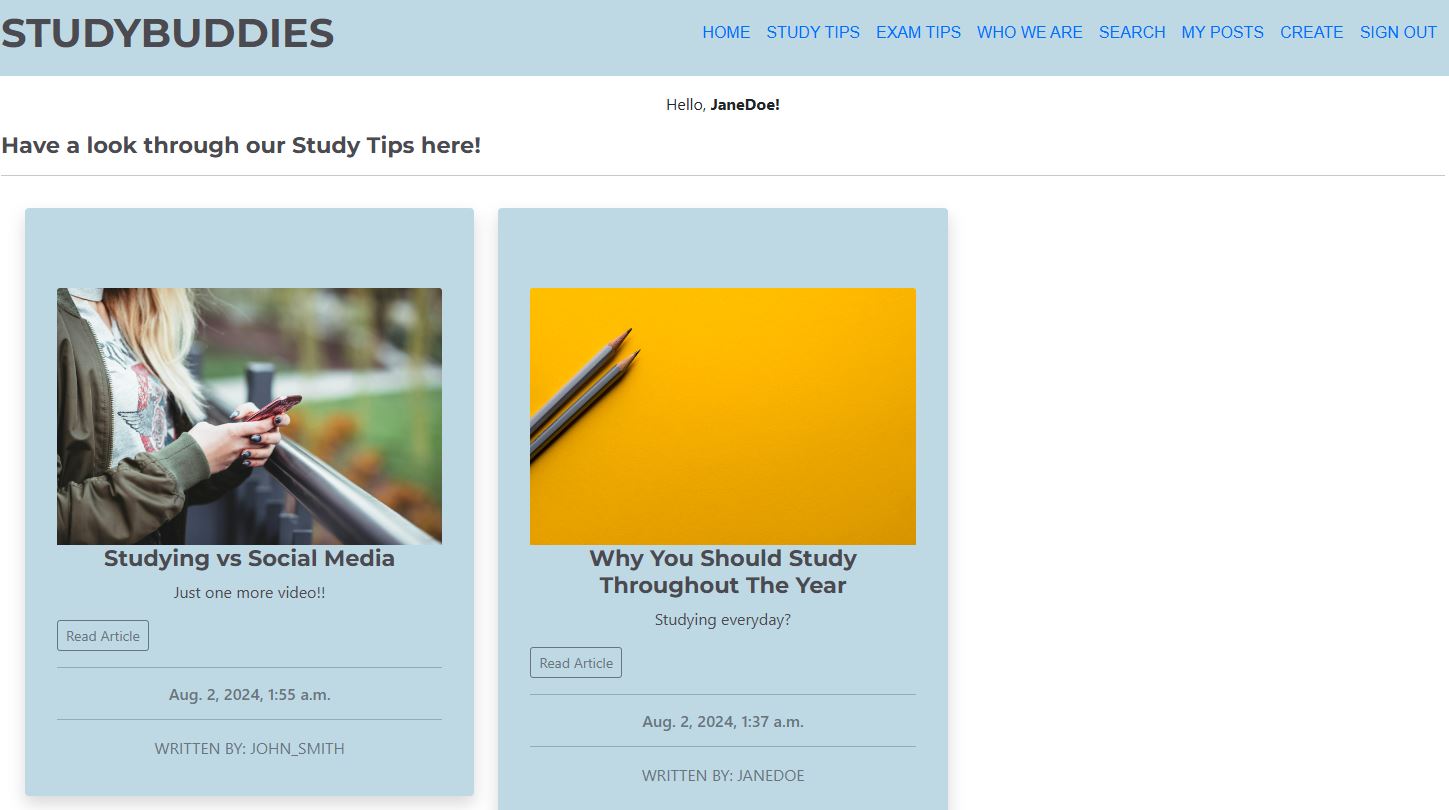 STUDYBUDDIES
HOME STUDY TIPS EXAM TIPS WHO WE ARE SEARCH MY POSTS CREATE SIGN OUT
Hello, JaneDoe!
Have a look through our Study Tips here!
Studying vs Social Media
Just one more video!!
Read Article
Aug. 2, 2024, 1:55 a.m.
WRITTEN BY: JOHN_SMITH
Why You Should Study
Throughout The Year
Studying everyday?
Read Article
Aug. 2, 2024, 1:37 a.m.
WRITTEN BY: JANEDOE